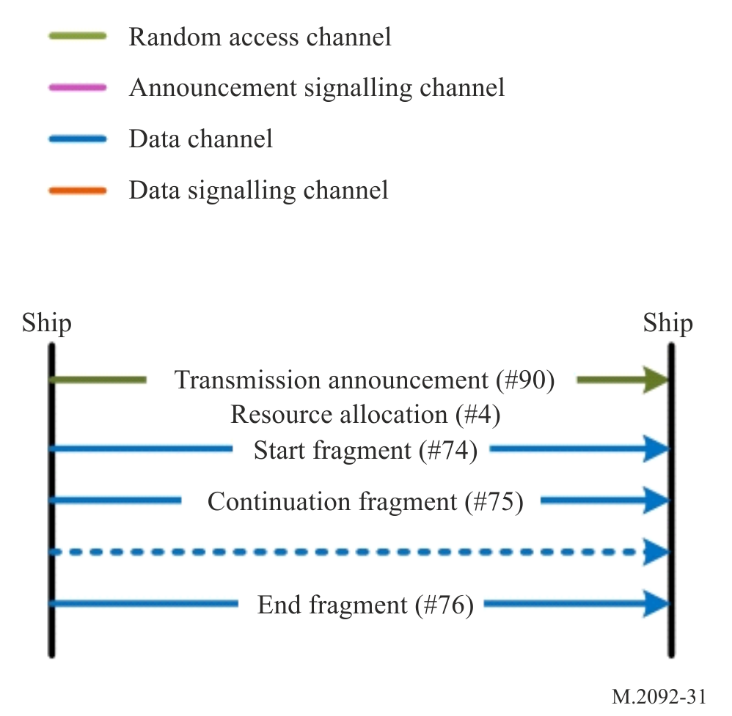 Random access channel
Announcement signalling channel
Data channel
Data signalling channel
Ship Ship
Transmission announcement (#90)
Resource allocation (#4)
Start fragment (#74)
Continuation fragment (#75)
End fragment (#76)
M.2092-31